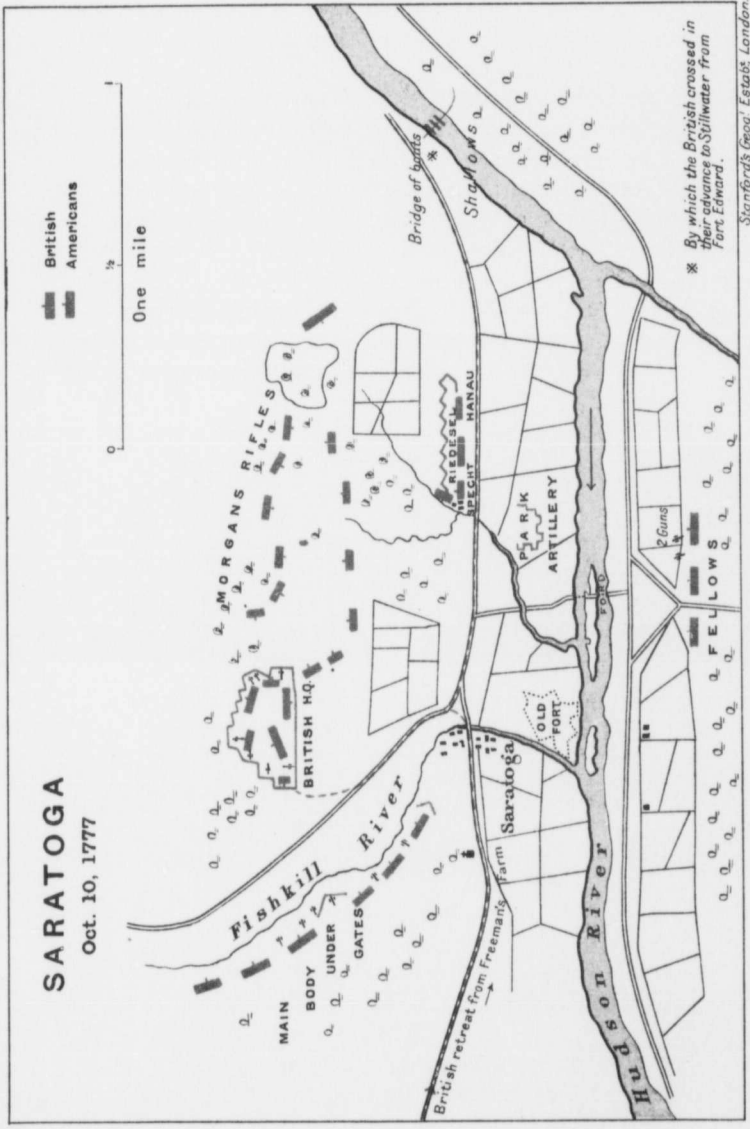 SARATOGA
Oct. 10, 1777
British
Americans
0
½
1
One mile
MORGANS RIFLES
BRITISH H.Q.
Fishkill River
MAIN
BODY
UNDER
GATES
British retreat from Freeman's Farm
Saratoga
OLD
FORT
RIEDESEL
SPECHT
HANAU
PARK
ARTILLERY
FORD
Bridge of boats
※
Shallows
2 Guns
FELLOWS
Hudson River
※ By which the British crossed in
their advance to Stillwater from
Fort Edward.
Stanford's Geog! Estabt, London.